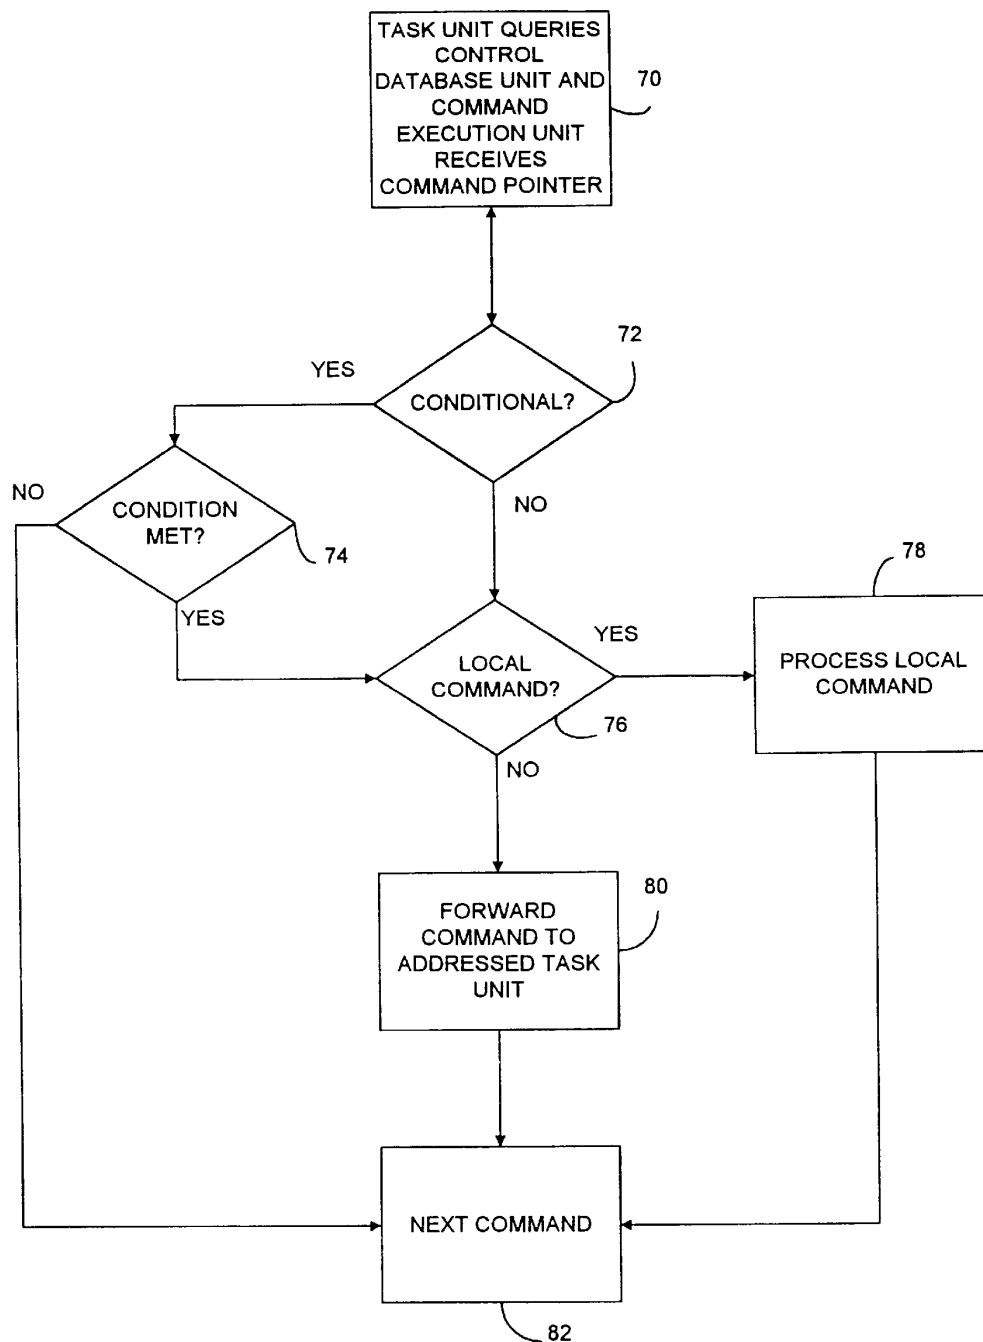 TASK UNIT QUERIES
CONTROL
DATABASE UNIT AND
COMMAND
EXECUTION UNIT
RECEIVES
COMMAND POINTER
70
72
YES
CONDITIONAL?
NO
NO
CONDITION
MET?
74
YES
78
YES
LOCAL
COMMAND?
PROCESS LOCAL
COMMAND
76
NO
80
FORWARD
COMMAND TO
ADDRESSED TASK
UNIT
NEXT COMMAND
82